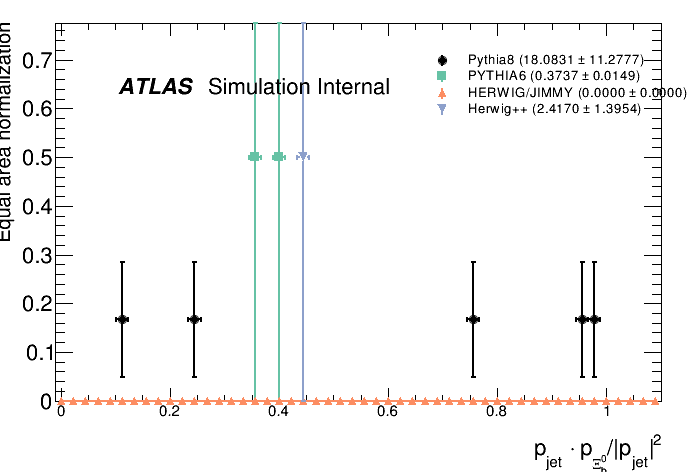 Equal area normalization
0.7
0.6
0.5
0.4
0.3
0.2
0.1
0
ATLAS Simulation Internal
Pythia8 (18.0831 ± 11.2777)
PYTHIA6 (0.3737 ± 0.0149)
HERWIG/JIMMY (0.0000 ± 0.0000)
Herwig++ (2.4170 ± 1.3954)
0 0.2 0.4 0.6 0.8 1
p_jet · p_Ξ⁰_b/|p_jet|²